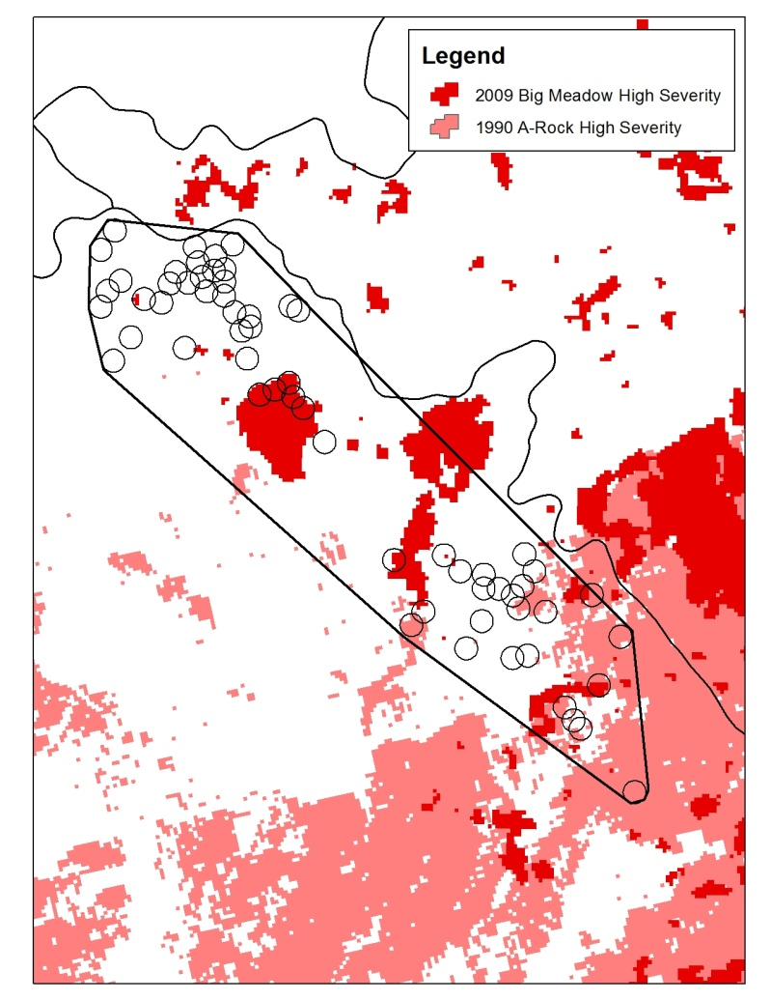 Legend
2009 Big Meadow High Severity
1990 A-Rock High Severity